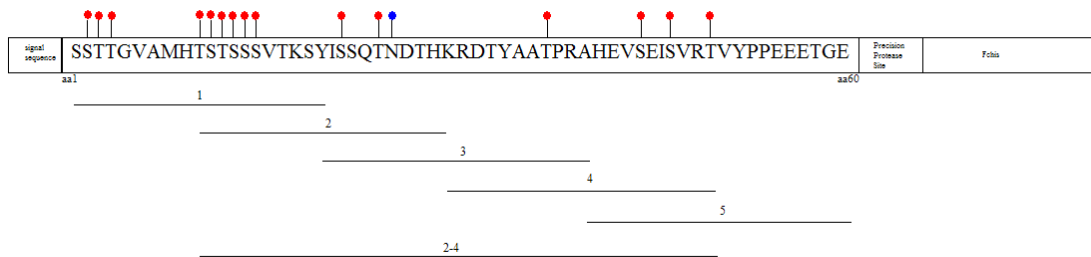 signal
sequence
SSTTGVAMHTSTSSSVTKSYISSQTNDTHKRDTYAATPRAHEVSEISVRTVYPPEEETGE
Precision
Protease
Site
Fchis
aa1
aa60
1
2
3
4
5
2-4